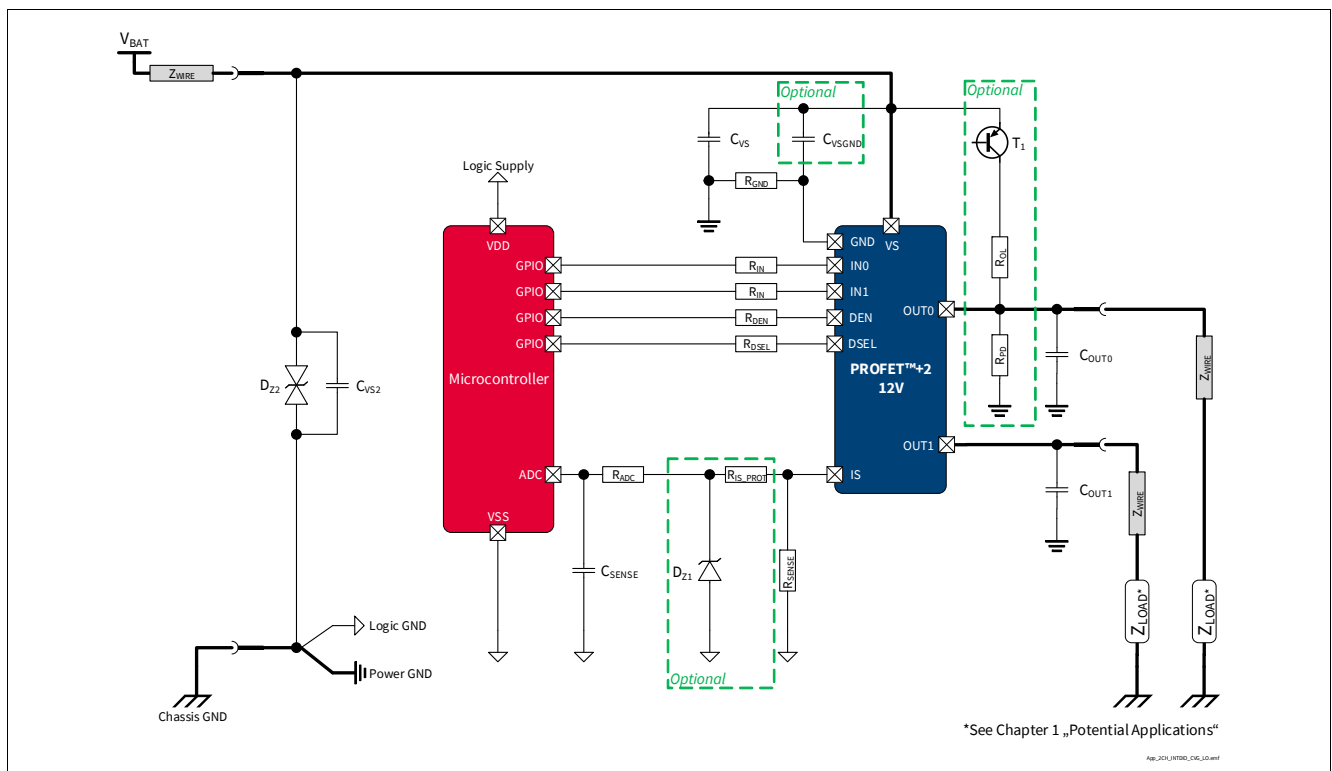 VBAT
ZWIRE
Optional
Optional
CVS
CVSGND
T1
Logic Supply
RGND
VDD
GND
VS
GPIO
RIN
IN0
ROL
GPIO
RIN
IN1
GPIO
RDEN
DEN
OUT0
GPIO
RDSEL
DSEL
RPD
COUT0
ZWIRE
PROFET™+2
12V
Microcontroller
DZ2
CVS2
OUT1
ADC
RADC
RIS_PROT
IS
COUT1
ZWIRE
VSS
CSENSE
DZ1
RSENSE
ZLOAD*
ZLOAD*
Logic GND
Power GND
Optional
Chassis GND
*See Chapter 1 „Potential Applications“
App_2CH_INTDIO_CVG_LO.emf